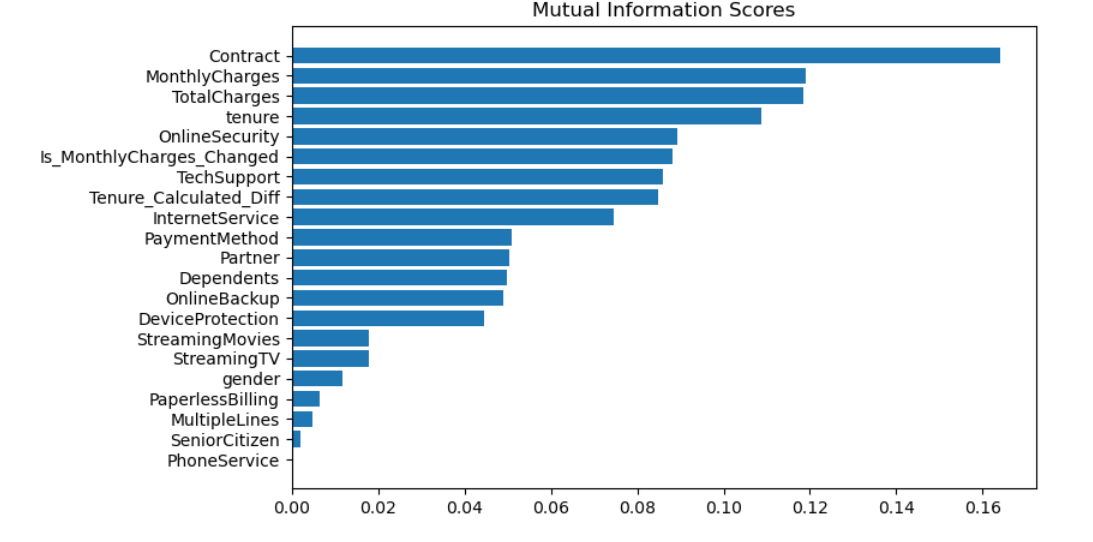 Mutual Information Scores
Contract
MonthlyCharges
TotalCharges
tenure
OnlineSecurity
Is_MonthlyCharges_Changed
TechSupport
Tenure_Calculated_Diff
InternetService
PaymentMethod
Partner
Dependents
OnlineBackup
DeviceProtection
StreamingMovies
StreamingTV
gender
PaperlessBilling
MultipleLines
SeniorCitizen
PhoneService
0.00 0.02 0.04 0.06 0.08 0.10 0.12 0.14 0.16